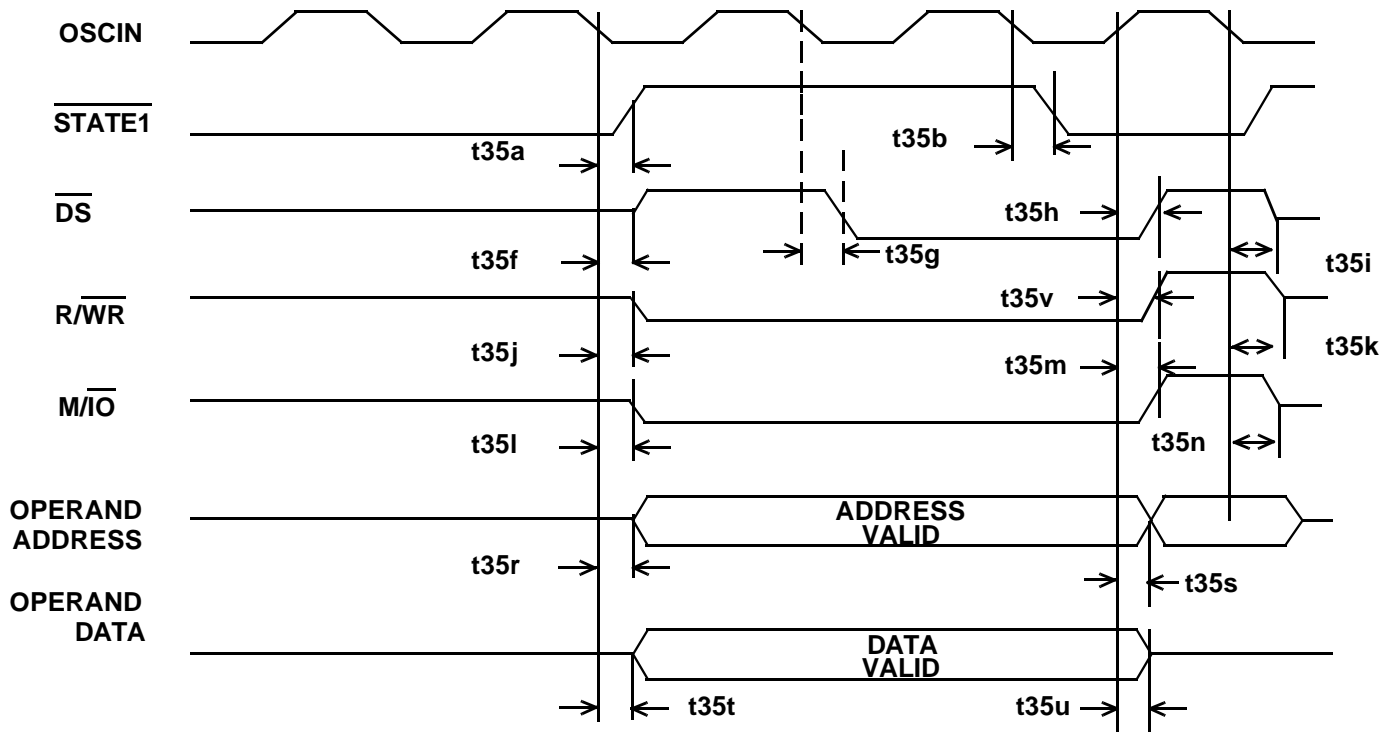 OSCIN
STATE1
t35a
t35b
DS
t35f
t35g
t35h
t35i
R/WR
t35v
t35j
t35k
t35m
M/IO
t35l
t35n
OPERAND
ADDRESS
ADDRESS
VALID
t35r
t35s
OPERAND
DATA
DATA
VALID
t35t
t35u